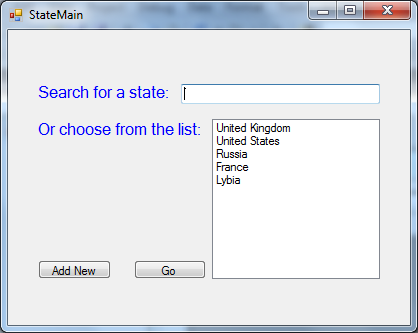 StateMain
Search for a state:
Or choose from the list:
United Kingdom
United States
Russia
France
Lybia
Add New
Go